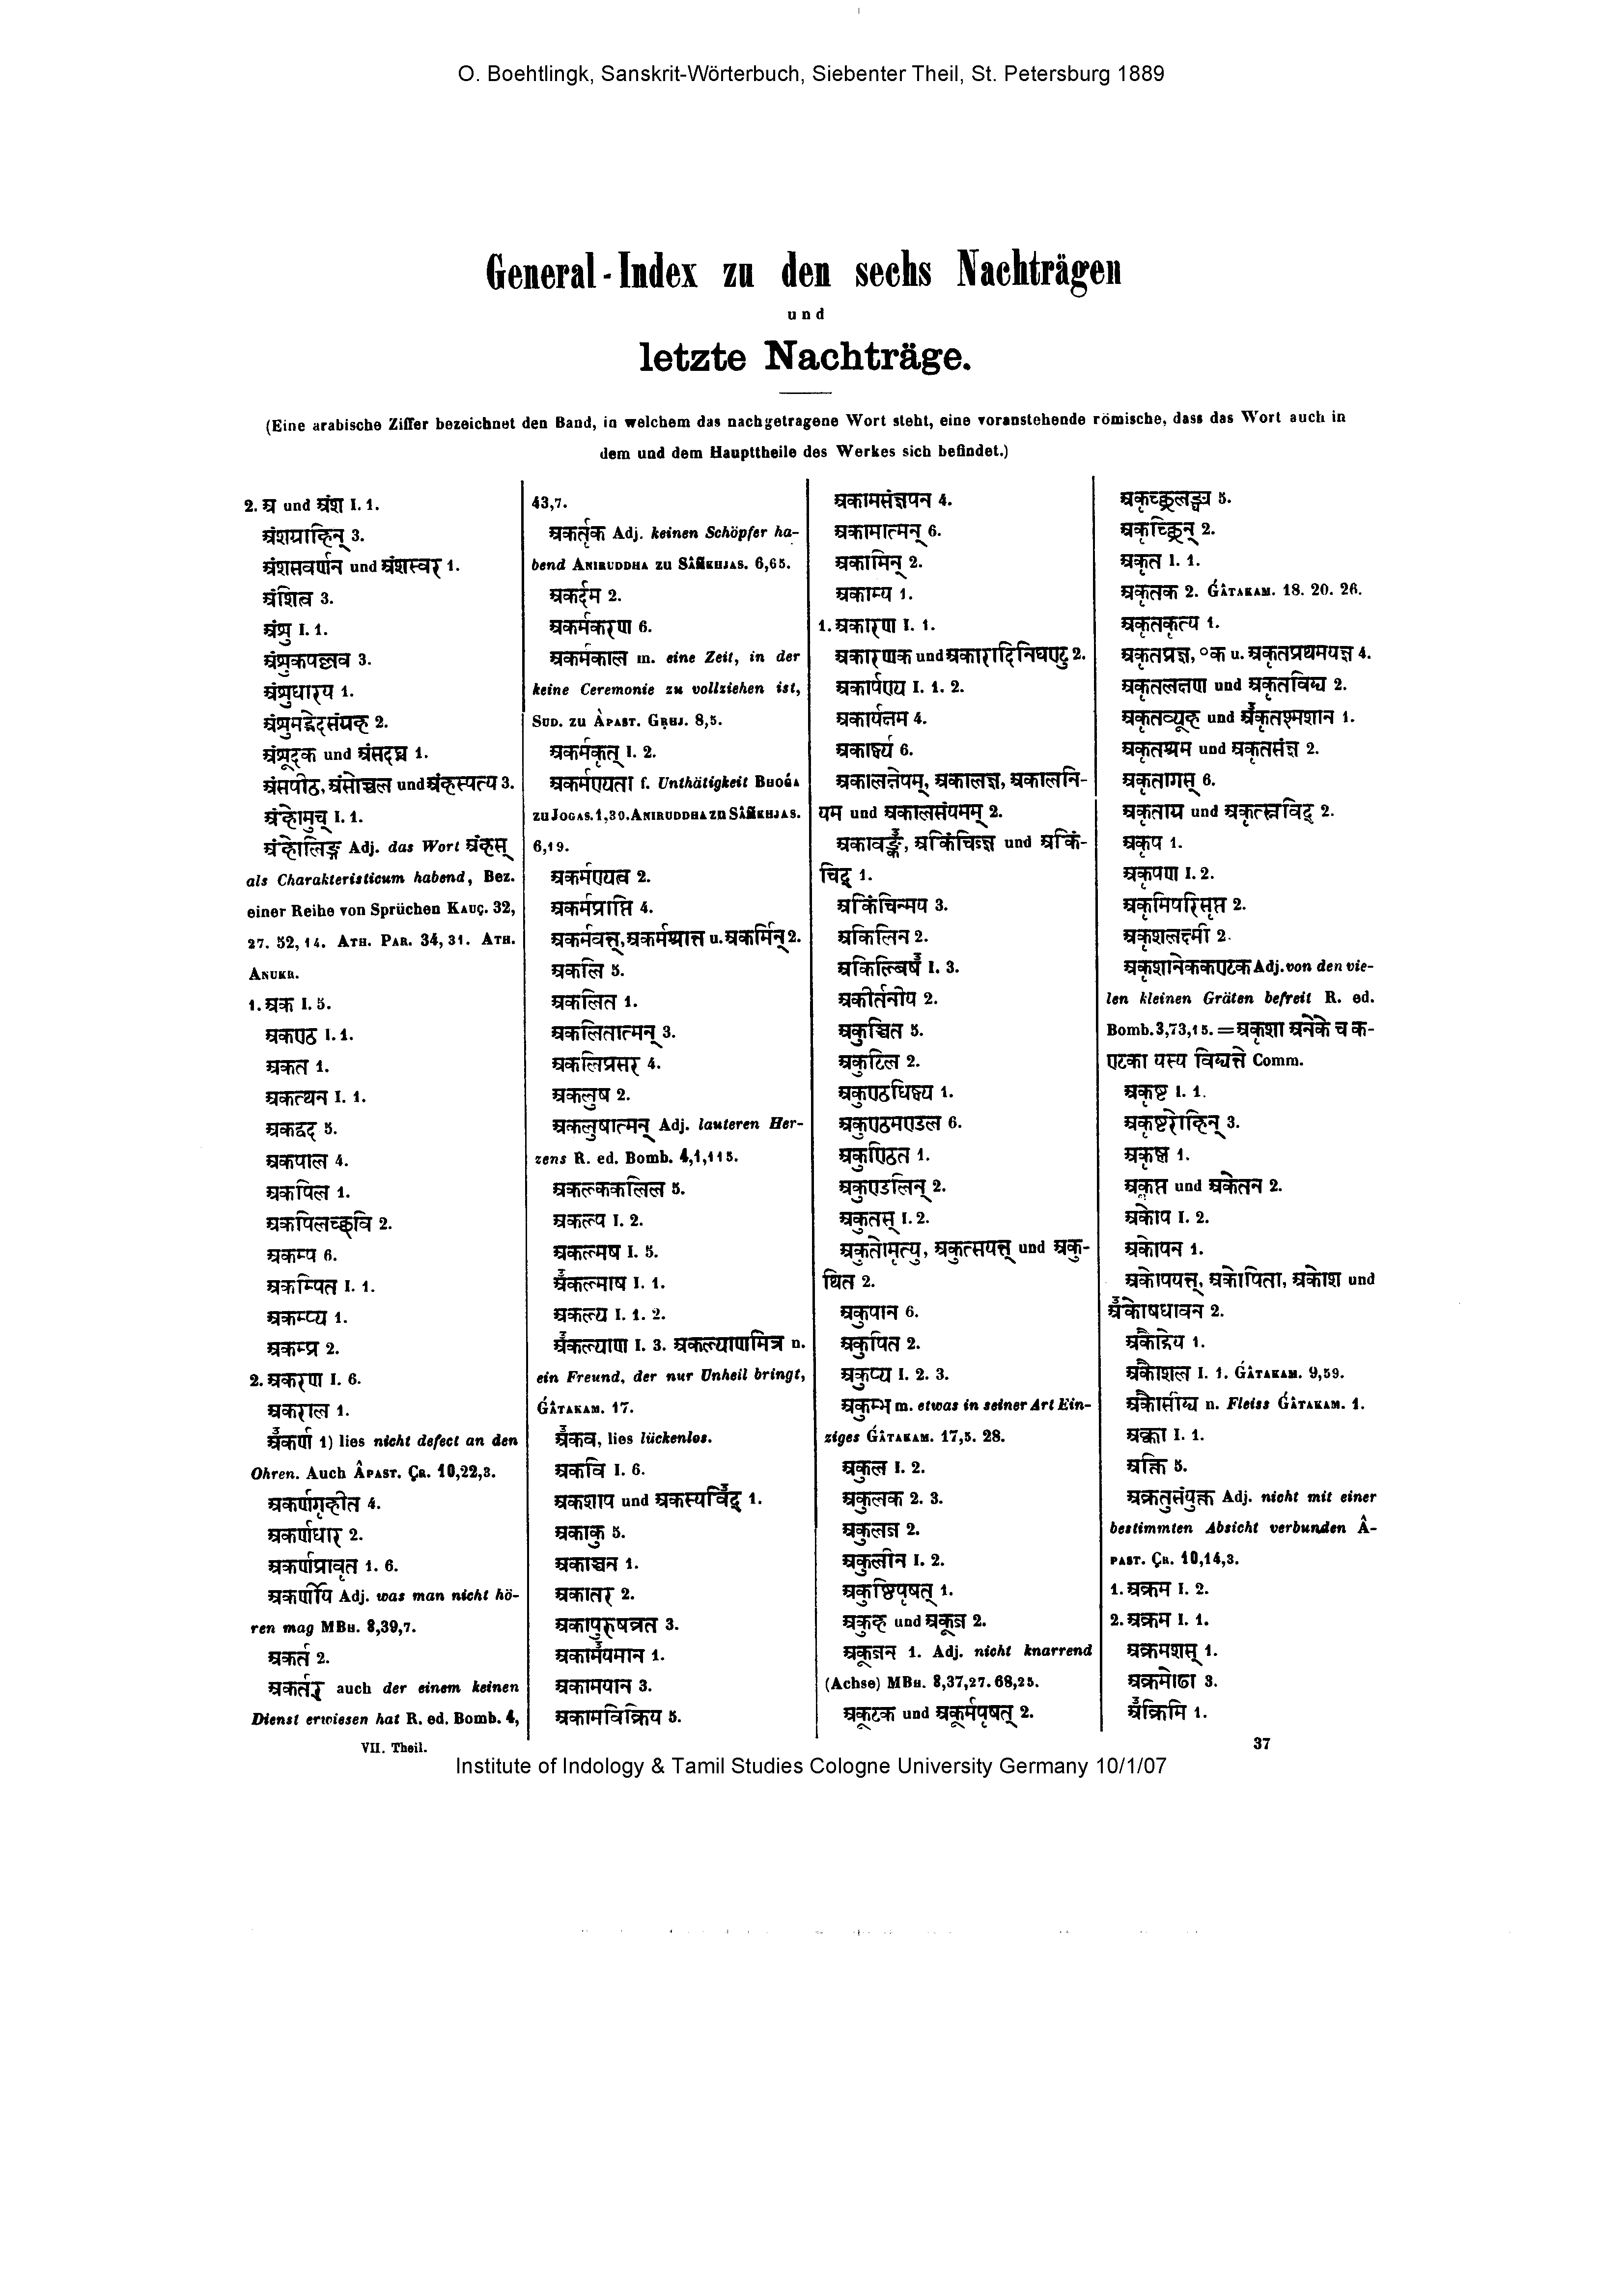 O. Boehtlingk, Sanskrit-Wörterbuch, Siebenter Theil, St. Petersburg 1889
General-Index zu den sechs Nachträgen
und
letzte Nachträge.
(Eine arabische Ziffer bezeichnet den Band, in welchem das nachgetragene Wort steht, eine voranstehende römische, dass das Wort auch in
dem und dem Haupttheile des Werkes sich befindet.)
2. अ und अंश I. 1.
अंशग्राहिन् 3.
अंशसवर्णन und अंशस्वर 1.
अंशित्व 3.
अंशु I. 1.
अंशुकपल्लव 3.
अंशुधारय 1.
अंशुमद्भेदसंग्रह 2.
अंशूदक und अंसदघ्न 1.
अंसपीठ, अंसोच्चल und अंहस्पत्य 3.
अंहोमुच् I. 1.
अंहोलिङ्ग Adj. das Wort अंहस्
als Charakteristicum habend, Bez.
einer Reihe von Sprüchen KAUÇ. 32,
27. 52,14. ATH. PAR. 34,31. ATH.
ANUKR.
1. अक I. 5.
अकण्ठ I. 1.
अकत 1.
अकत्थन I. 1.
अकद्वद 5.
अकपाल 4.
अकपिल 1.
अकपिलच्छवि 2.
अकम्प 6.
अकम्पित I. 1.
अकम्प्य 1.
अकम्प्र 2.
2. अकरण I. 6.
अकराल 1.
अकर्ण 1) lies nicht defect an den
Ohren. Auch ÂPAST. ÇR. 10,22,3.
अकर्णगृहीत 4.
अकर्णधार 2.
अकर्णप्रावृत 1. 6.
अकर्णीय Adj. was man nicht hö-
ren mag MBH. 8,39,7.
अकर्त 2.
अकर्तर् auch der einem keinen
Dienst erwiesen hat R. ed. Bomb. 4,
VII. Theil.
43,7.
अकर्तृक Adj. keinen Schöpfer ha-
bend ANIRUDDHA zu SÂṂKHJAS. 6,65.
अकर्दम 2.
अकर्मकरण 6.
अकर्मकाल m. eine Zeit, in der
keine Ceremonie zu vollziehen ist,
SUD. zu ÂPAST. GRHJ. 8,5.
अकर्मकृत् I. 2.
अकर्मण्यता f. Unthätigkeit BHOǴA
zu JOGAS. 1,30. ANIRUDDHA zu SÂṂKHJAS.
6,19.
अकर्मण्यत्व 2.
अकर्मप्राप्ति 4.
अकर्मवत्, अकर्मश्रान्त u. अकर्मिन् 2.
अकलि 5.
अकलित 1.
अकलितात्मन् 3.
अकलिप्रसर 4.
अकलुष 2.
अकलुषात्मन् Adj. lauteren Her-
zens R. ed. Bomb. 4,1,115.
अकल्ककलिल 5.
अकल्प I. 2.
अकल्मष I. 5.
अकल्माष I. 1.
अकल्य I. 1. 2.
अकल्याण I. 3. अकल्याणमित्र n.
ein Freund, der nur Unheil bringt,
ǴÂTAKAM. 17.
अकव, lies lückenlos.
अकवि I. 6.
अकशाप und अकस्यविद् 1.
अकाकु 5.
अकाञ्चन 1.
अकातर 2.
अकापुरुषव्रत 3.
अकामयमान 1.
अकामयान 3.
अकामविक्रिय 5.
अकामसंज्ञपन 4.
अकामात्मन् 6.
अकामिन् 2.
अकाम्य 1.
1. अकारण I. 1.
अकारणक und अकारादिनिघण्टु 2.
अकार्पण्य I. 1. 2.
अकार्यक्षम 4.
अकार्ष्ण्य 6.
अकालक्षेपम्, अकालज्ञ, अकालनि-
यम und अकालसंयमम् 2.
अकावङ्क, अकिंचिज्ज्ञ und अकिं-
चिद् 1.
अकिंचिन्मय 3.
अकिलिन 2.
अकिल्बिष I. 3.
अकीर्तनीय 2.
अकुञ्चित 5.
अकुटिल 2.
अकुण्ठधिष्ण्य 1.
अकुण्ठमण्डल 6.
अकुण्ठित 1.
अकुण्डलिन् 2.
अकुतस् I. 2.
अकुतोमृत्यु, अकुत्सयत् und अकु-
थित 2.
अकुपान 6.
अकुपित 2.
अकुप्य I. 2. 3.
अकुम्भ m. etwas in seiner Art Ein-
ziges ǴÂTAKAM. 17,5. 28.
अकुल I. 2.
अकुलक 2. 3.
अकुलज 2.
अकुलीन I. 2.
अकुष्ठिपृषत् 1.
अकुह und अकूज 2.
अकूजन 1. Adj. nicht knarrend
(Achse) MBH. 8,37,27. 68,25.
अकूटक und अकूर्मपृषत् 2.
अकृच्छ्रलङ्घ्य 5.
अकृच्छ्रिन् 2.
अकृत I. 1.
अकृतक 2. ǴÂTAKAM. 18. 20. 26.
अकृतकृत्य 1.
अकृतप्रज्ञ, °क u. अकृतप्रथमयज्ञ 4.
अकृतलक्षण und अकृतविद्य 2.
अकृतव्यूह und अकृतश्मशान 1.
अकृतश्रम und अकृतसंज्ञ 2.
अकृतागस् 6.
अकृताग्र und अकृत्स्नविद् 2.
अकृप 1.
अकृपण I. 2.
अकृमिपरिसृप्त 2.
अकृशलक्ष्मी 2.
अकृशानेककण्टक Adj. von den vie-
len kleinen Gräten befreit R. ed.
Bomb. 3,73,15. = अकृशा अनेके च क-
ण्टका यस्य विद्यन्ते Comm.
अकृष्ट I. 1.
अकृष्टरोहिन् 3.
अकृष्ण 1.
अकॢप्त und अकेतन 2.
अकोप I. 2.
अकोपन 1.
अकोपयत्, अकोपिता, अकोश und
अकोषधावन 2.
अकौद्रेय 1.
अकौशल I. 1. ǴÂTAKAM. 9,59.
अकौसीद्य n. Fleiss ǴÂTAKAM. 1.
अक्का I. 1.
अक्ति 5.
अक्रतुसंयुक्त Adj. nicht mit einer
bestimmten Absicht verbunden Â-
PAST. ÇR. 10,14,3.
1. अक्रम I. 2.
2. अक्रम I. 1.
अक्रमशस् 1.
अक्रमोढा 3.
अक्रिमि 1.
37
Institute of Indology & Tamil Studies Cologne University Germany 10/1/07